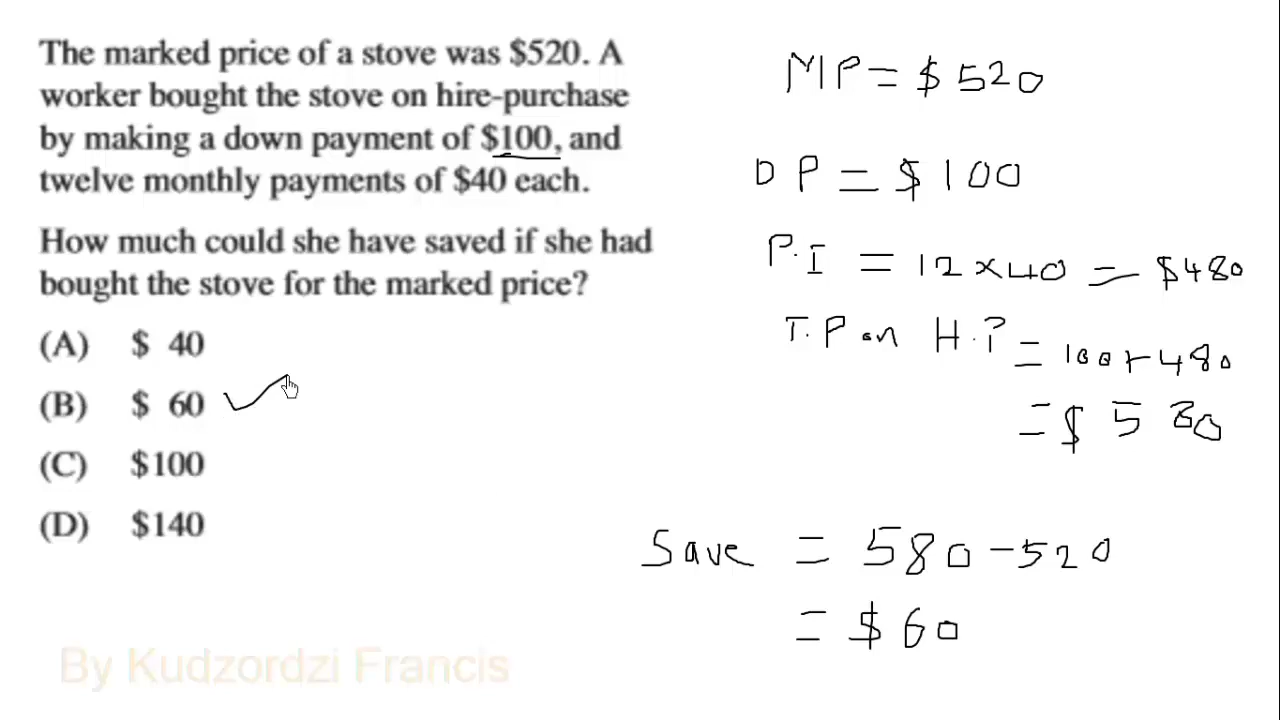 The marked price of a stove was $520. A
worker bought the stove on hire-purchase
by making a down payment of $100, and
twelve monthly payments of $40 each.
How much could she have saved if she had
bought the stove for the marked price?
(A) $ 40
(B) $ 60
(C) $100
(D) $140
MP = $520
DP = $100
P.I = 12 × 40 = $480
T.P on H.P = 100 + 480
= $580
Save = 580 - 520
= $60
By Kudzordzi Francis